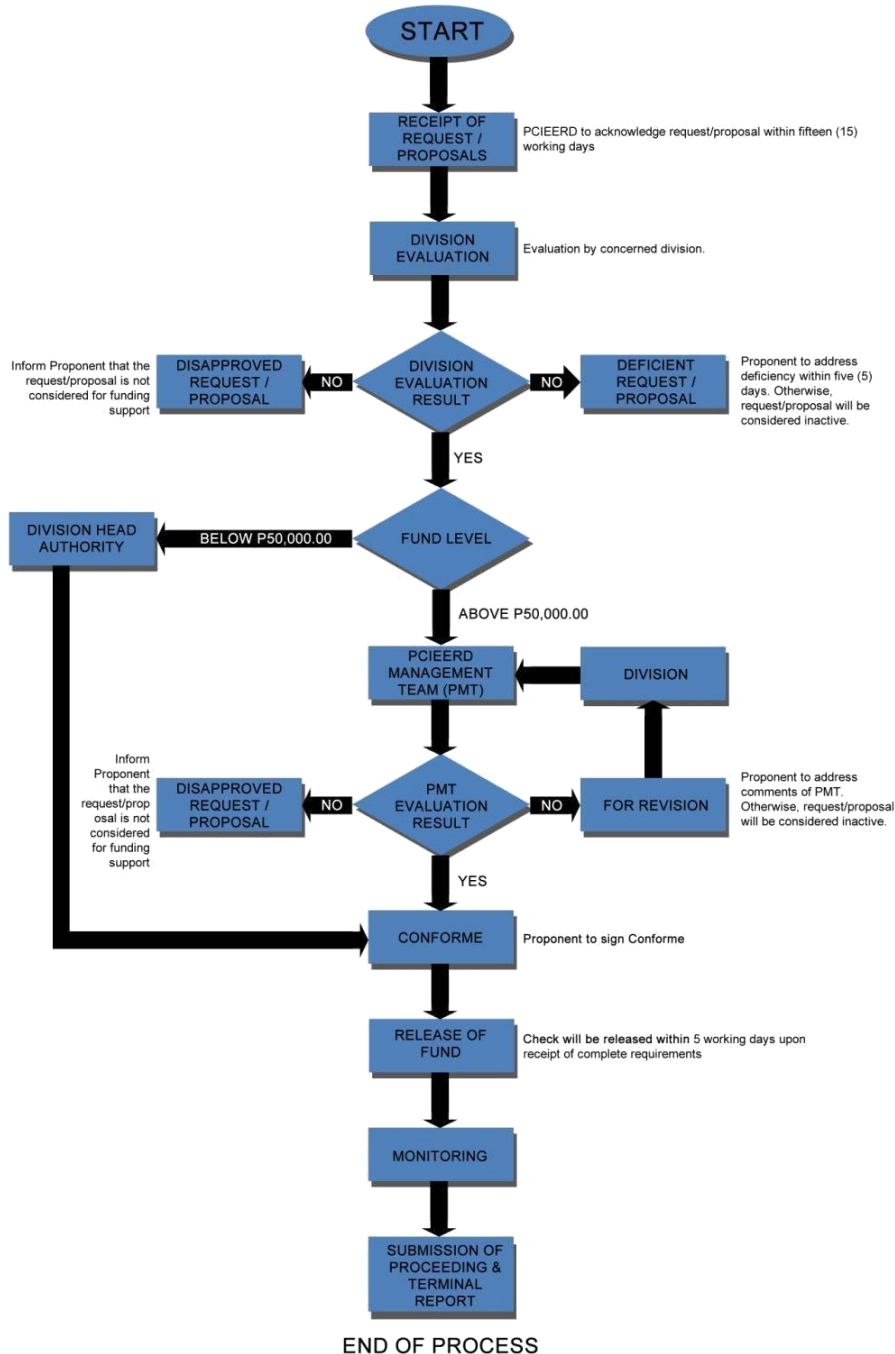 START
RECEIPT OF
REQUEST /
PROPOSALS
PCIEERD to acknowledge request/proposal within fifteen (15)
working days
DIVISION
EVALUATION
Evaluation by concerned division.
Inform Proponent that the
request/proposal is not
considered for funding
support
DISAPPROVED
REQUEST /
PROPOSAL
NO
DIVISION
EVALUATION
RESULT
NO
DEFICIENT
REQUEST /
PROPOSAL
Proponent to address
deficiency within five (5)
days. Otherwise,
request/proposal will be
considered inactive.
YES
DIVISION HEAD
AUTHORITY
BELOW P50,000.00
FUND LEVEL
ABOVE P50,000.00
PCIEERD
MANAGEMENT
TEAM (PMT)
DIVISION
Inform
Proponent
that the
request/prop
osal is not
considered
for funding
support
DISAPPROVED
REQUEST /
PROPOSAL
NO
PMT
EVALUATION
RESULT
NO
FOR REVISION
Proponent to address
comments of PMT.
Otherwise, request/proposal
will be considered inactive.
YES
CONFORME
Proponent to sign Conforme
RELEASE OF
FUND
Check will be released within 5 working days upon
receipt of complete requirements
MONITORING
SUBMISSION OF
PROCEEDING &
TERMINAL
REPORT
END OF PROCESS